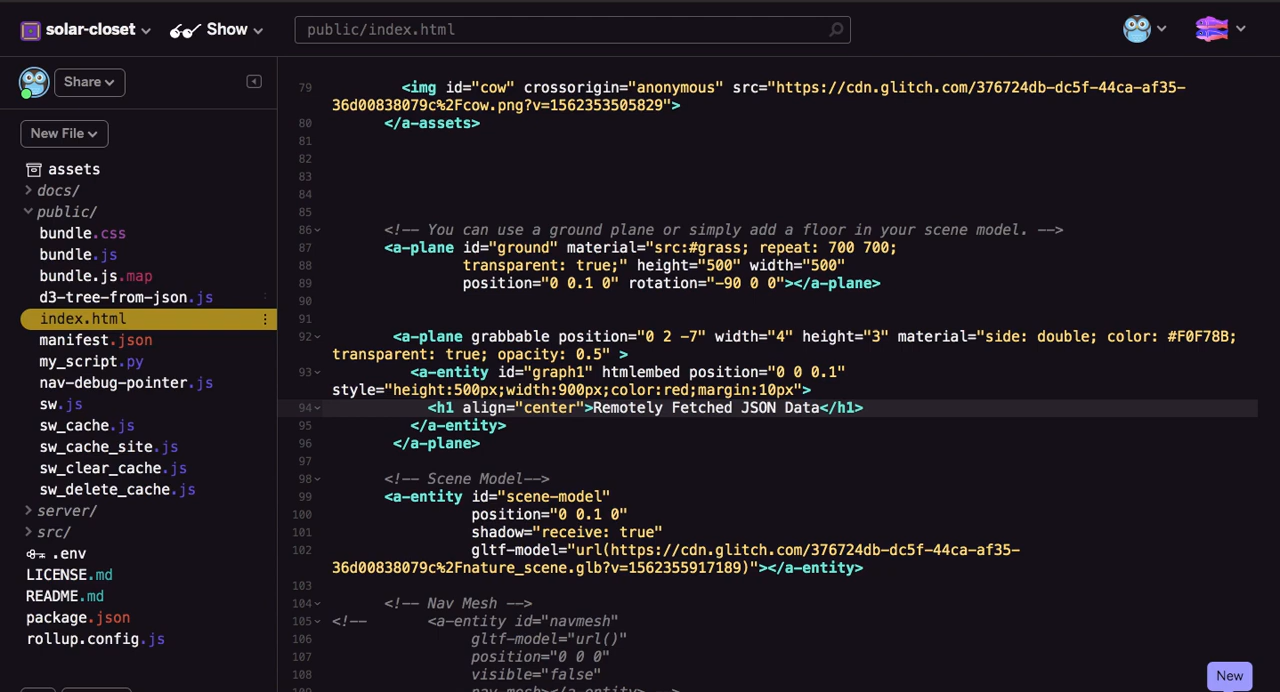 solar-closet
Show
public/index.html
Share
New File
assets
docs/
public/
bundle.css
bundle.js
bundle.js.map
d3-tree-from-json.js
index.html
manifest.json
my_script.py
nav-debug-pointer.js
sw.js
sw_cache.js
sw_cache_site.js
sw_clear_cache.js
sw_delete_cache.js
server/
src/
.env
LICENSE.md
README.md
package.json
rollup.config.js
79 <img id="cow" crossorigin="anonymous" src="https://cdn.glitch.com/376724db-dc5f-44ca-af35-
36d00838079c%2Fcow.png?v=1562353505829">
80 </a-assets>
81
82
83
84
85
86 <!-- You can use a ground plane or simply add a floor in your scene model. -->
87 <a-plane id="ground" material="src:#grass; repeat: 700 700;
88 transparent: true;" height="500" width="500"
89 position="0 0.1 0" rotation="-90 0 0"></a-plane>
90
91
92 <a-plane grabbable position="0 2 -7" width="4" height="3" material="side: double; color: #F0F78B;
transparent: true; opacity: 0.5" >
93 <a-entity id="graph1" htmlembed position="0 0 0.1"
style="height:500px;width:900px;color:red;margin:10px">
94 <h1 align="center">Remotely Fetched JSON Data</h1>
95 </a-entity>
96 </a-plane>
97
98 <!-- Scene Model-->
99 <a-entity id="scene-model"
100 position="0 0.1 0"
101 shadow="receive: true"
102 gltf-model="url(https://cdn.glitch.com/376724db-dc5f-44ca-af35-
36d00838079c%2Fnature_scene.glb?v=1562355917189)"></a-entity>
103
104 <!-- Nav Mesh -->
105 <!-- <a-entity id="navmesh"
106 gltf-model="url()"
107 position="0 0 0"
108 visible="false"
109 nav-mesh></a-entity> -->
New